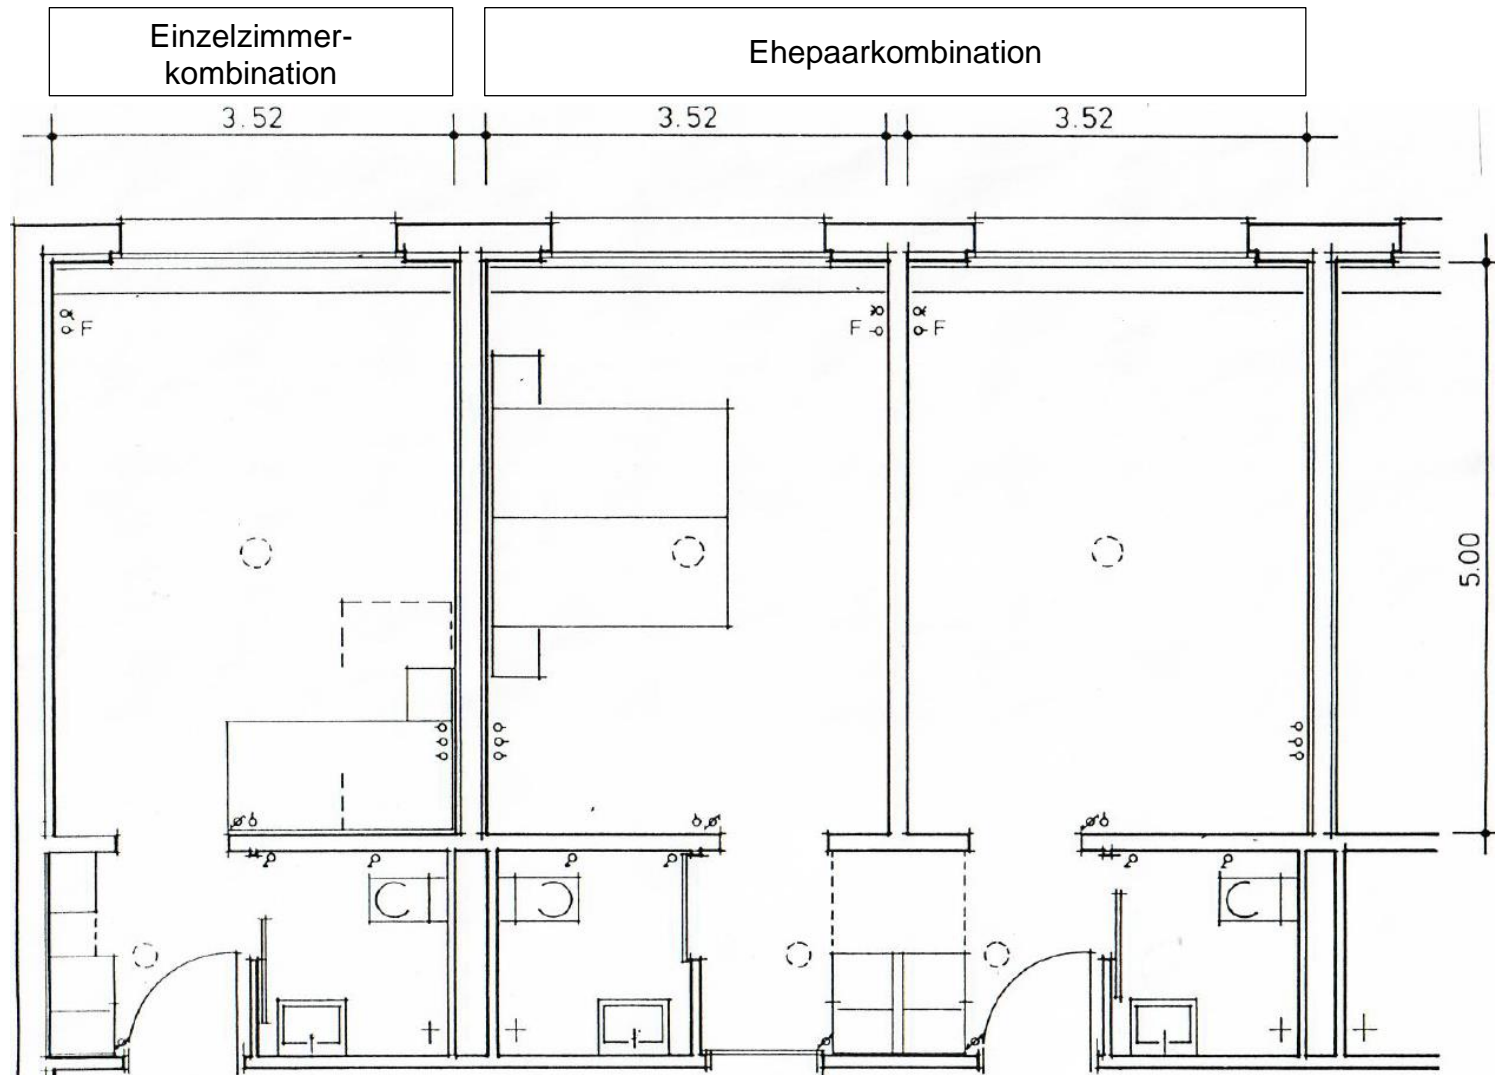 Einzelzimmer-
kombination
Ehepaarkombination
3.52
3.52
3.52
F
F
F
5.00